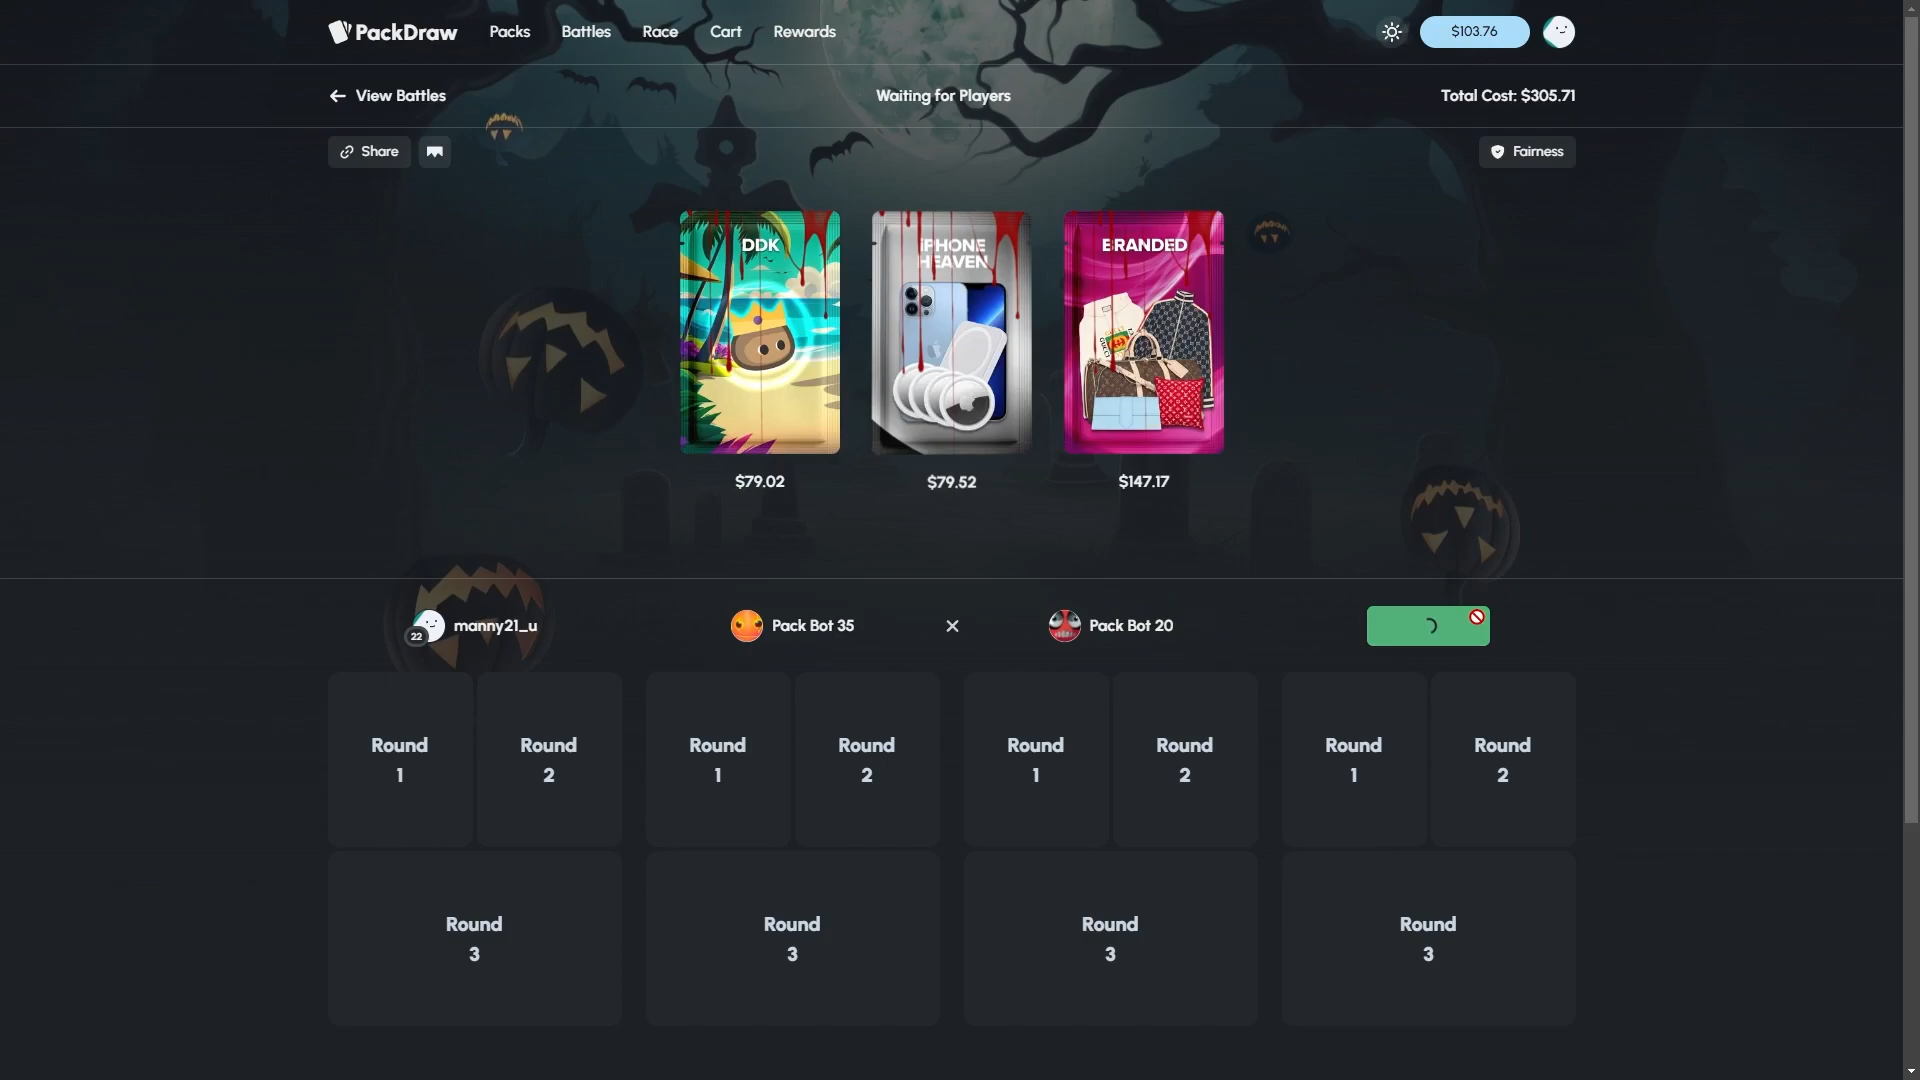 PackDraw Packs Battles Race Cart Rewards $103.76
View Battles Waiting for Players Total Cost: $305.71
Share Fairness
DDK
iPHONE
HEAVEN
BRANDED
$79.02 $79.52 $147.17
22 manny21_u Pack Bot 35 Pack Bot 20
Round Round Round Round Round Round Round Round
1 2 1 2 1 2 1 2
Round Round Round Round
3 3 3 3